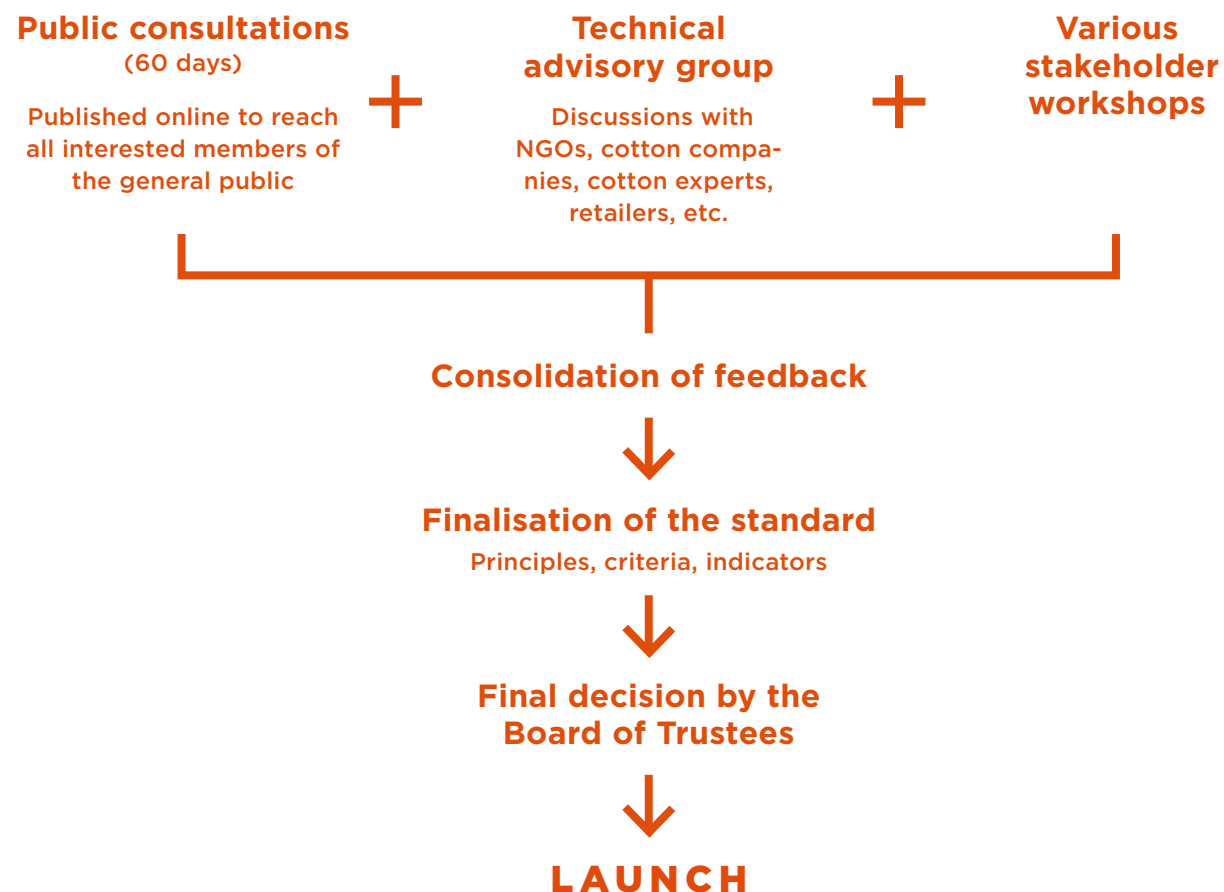 Public consultations
(60 days)
Published online to reach
all interested members of
the general public
+
Technical
advisory group
Discussions with
NGOs, cotton compa-
nies, cotton experts,
retailers, etc.
+
Various
stakeholder
workshops
Consolidation of feedback
Finalisation of the standard
Principles, criteria, indicators
Final decision by the
Board of Trustees
LAUNCH